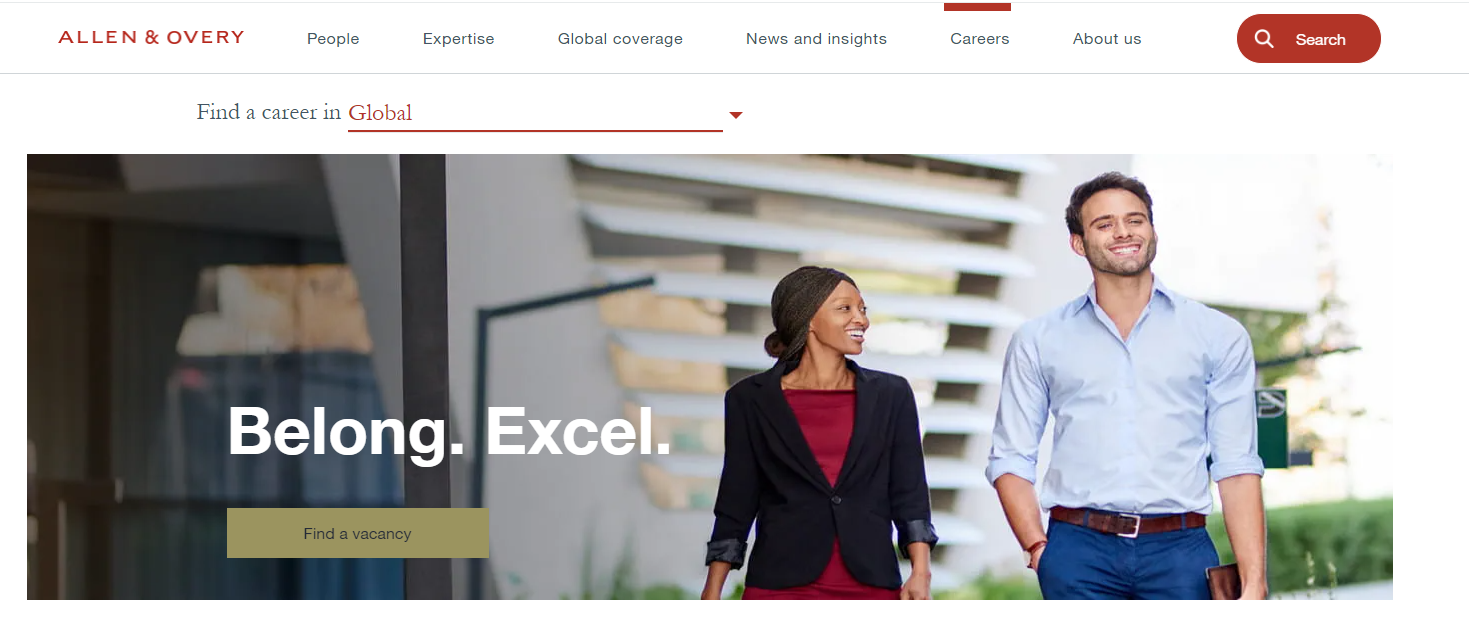 ALLEN & OVERY People Expertise Global coverage News and insights Careers About us Search
Find a career in Global
Belong. Excel.
Find a vacancy